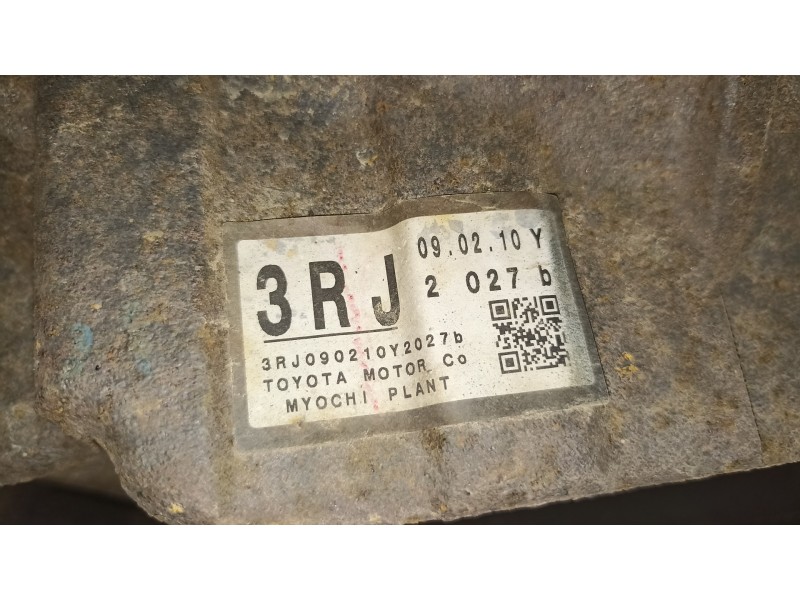 3RJ 09.02.10 Y
2 027 b
3RJ090210Y2027b
TOYOTA MOTOR Co
MYOCHI PLANT